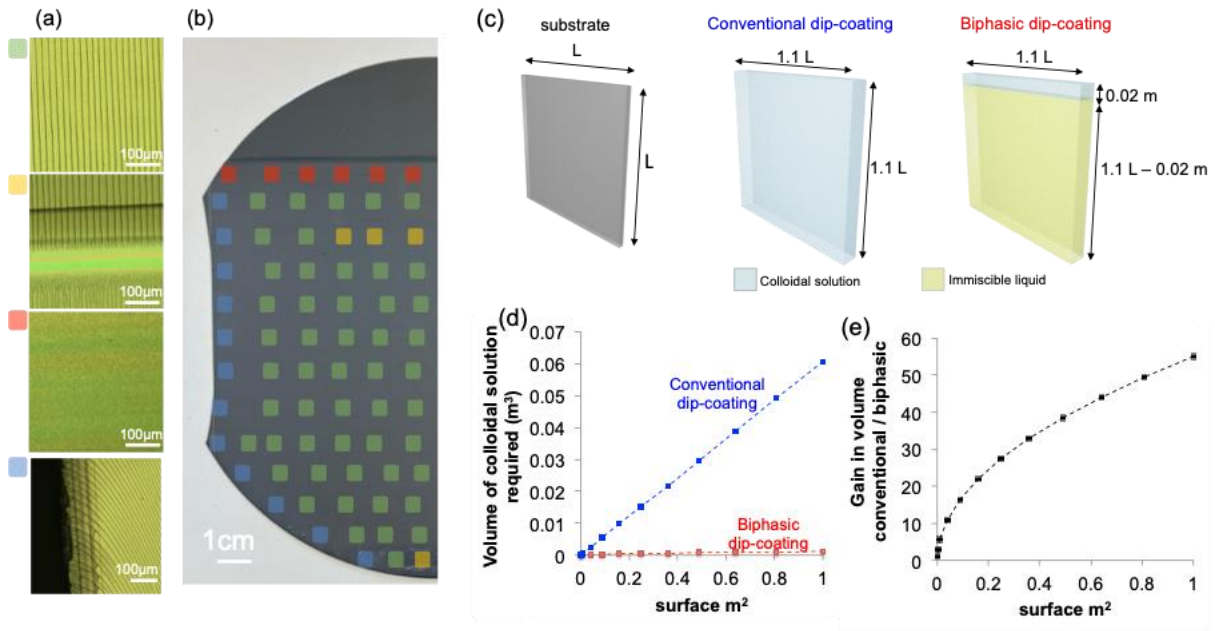 (a)
100µm
100µm
100µm
100µm
(b)
1cm
(c)
substrate
L
L
Conventional dip-coating
1.1 L
1.1 L
Biphasic dip-coating
1.1 L
0.02 m
1.1 L – 0.02 m
Colloidal solution
Immiscible liquid
(d)
Volume of colloidal solution
required (m³)
0.07
0.06
0.05
0.04
0.03
0.02
0.01
0
Conventional
dip-coating
Biphasic
dip-coating
0
0.2
0.4
0.6
0.8
1
surface m²
(e)
Gain in volume
conventional / biphasic
60
50
40
30
20
10
0
0
0.2
0.4
0.6
0.8
1
surface m²